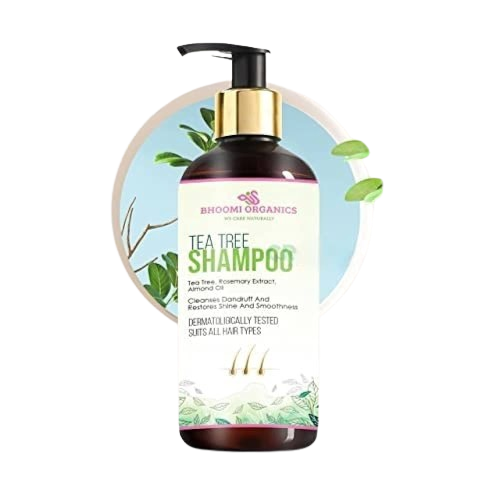 BHOOMI ORGANICS
WE CARE NATURALLY
TEA TREE
SHAMPOO
Tea Tree, Rosemary Extract,
Almond Oil
Cleanses Dandruff And
Restores Shine And Smoothness
DERMATOLIGICALLY TESTED
SUITS ALL HAIR TYPES